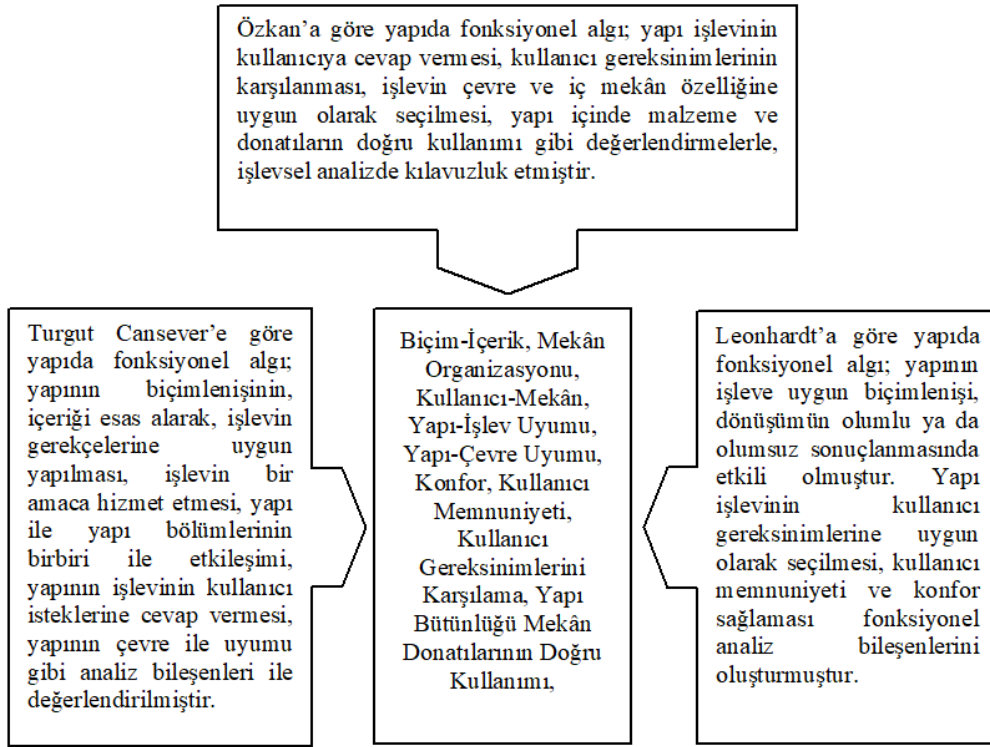 Özkan’a göre yapıda fonksiyonel algı; yapı işlevinin
kullanıcıya cevap vermesi, kullanıcı gereksinimlerinin
karşılanması, işlevin çevre ve iç mekân özelliğine
uygun olarak seçilmesi, yapı içinde malzeme ve
donatıların doğru kullanımı gibi değerlendirmelerle,
işlevsel analizde kılavuzluk etmiştir.
Turgut Cansever’e göre
yapıda fonksiyonel algı;
yapının biçimlenişinin,
içeriği esas alarak, işlevin
gerekçelerine uygun
yapılması, işlevin bir
amaca hizmet etmesi, yapı
ile yapı bölümlerinin
birbiri ile etkileşimi,
yapının işlevinin kullanıcı
isteklerine cevap vermesi,
yapının çevre ile uyumu
gibi analiz bileşenleri ile
değerlendirilmiştir.
Biçim-İçerik, Mekân
Organizasyonu,
Kullanıcı-Mekân,
Yapı-İşlev Uyumu,
Yapı-Çevre Uyumu,
Konfor, Kullanıcı
Memnuniyeti,
Kullanıcı
Gereksinimlerini
Karşılama, Yapı
Bütünlüğü Mekân
Donatılarının Doğru
Kullanımı,
Leonhardt’a göre yapıda
fonksiyonel algı; yapının
işleve uygun biçimlenişi,
dönüşümün olumlu ya da
olumsuz sonuçlanmasında
etkili olmuştur. Yapı
işlevinin kullanıcı
gereksinimlerine uygun
olarak seçilmesi, kullanıcı
memnuniyeti ve konfor
sağlaması fonksiyonel
analiz bileşenlerini
oluşturmuştur.